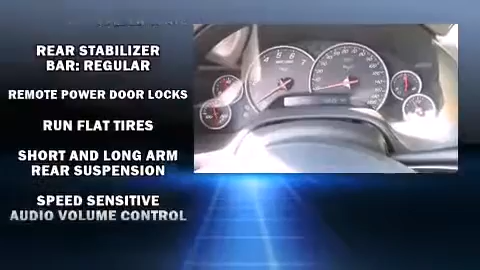 REAR STABILIZER
BAR: REGULAR
REMOTE POWER DOOR LOCKS
RUN FLAT TIRES
SHORT AND LONG ARM
REAR SUSPENSION
SPEED SENSITIVE
AUDIO VOLUME CONTROL